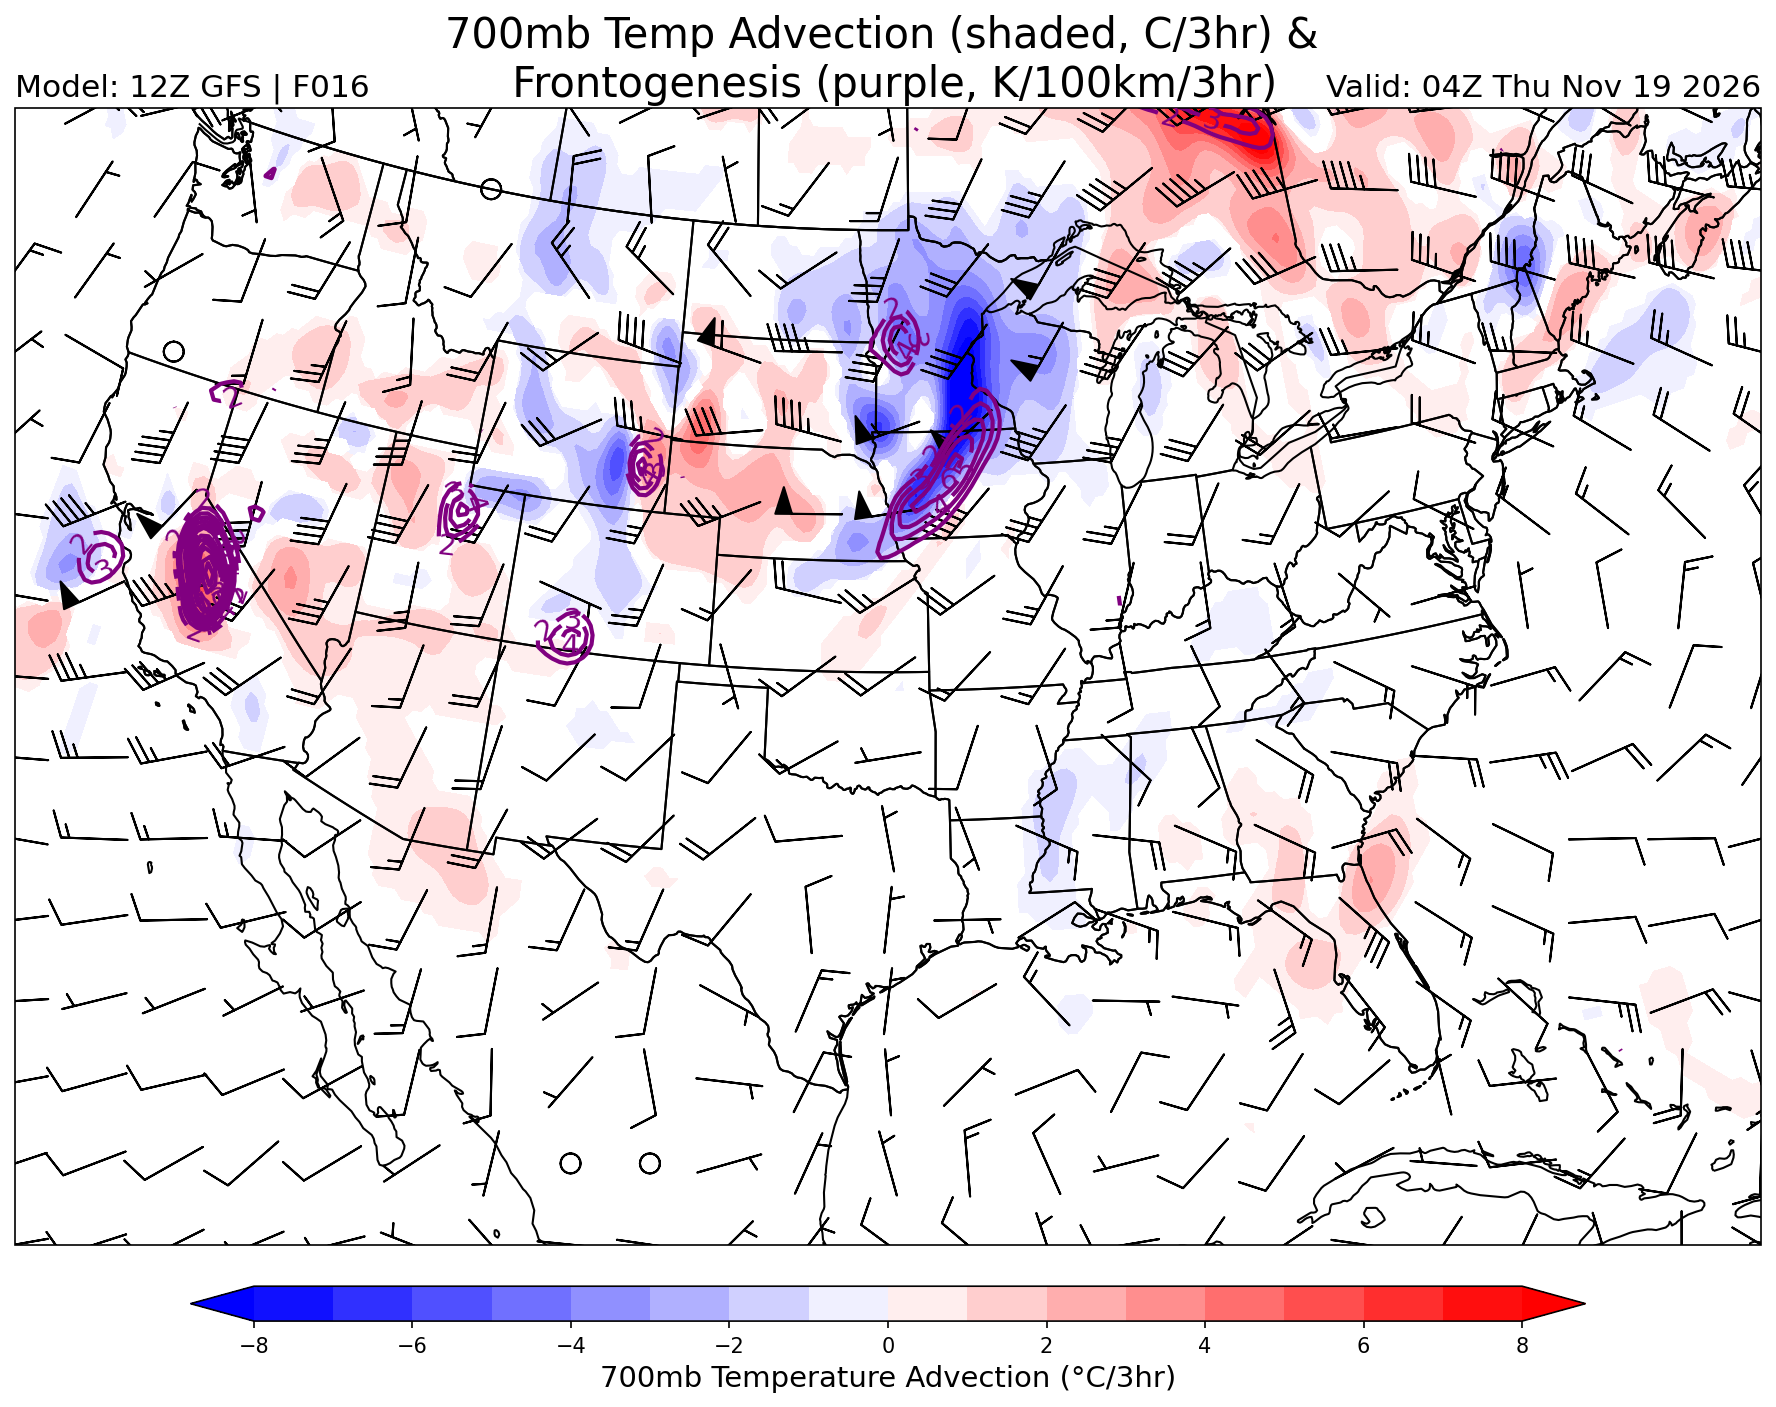 700mb Temp Advection (shaded, C/3hr) &
Model: 12Z GFS | F016
Frontogenesis (purple, K/100km/3hr)
Valid: 04Z Thu Nov 19 2026
−8 −6 −4 −2 0 2 4 6 8
700mb Temperature Advection (°C/3hr)